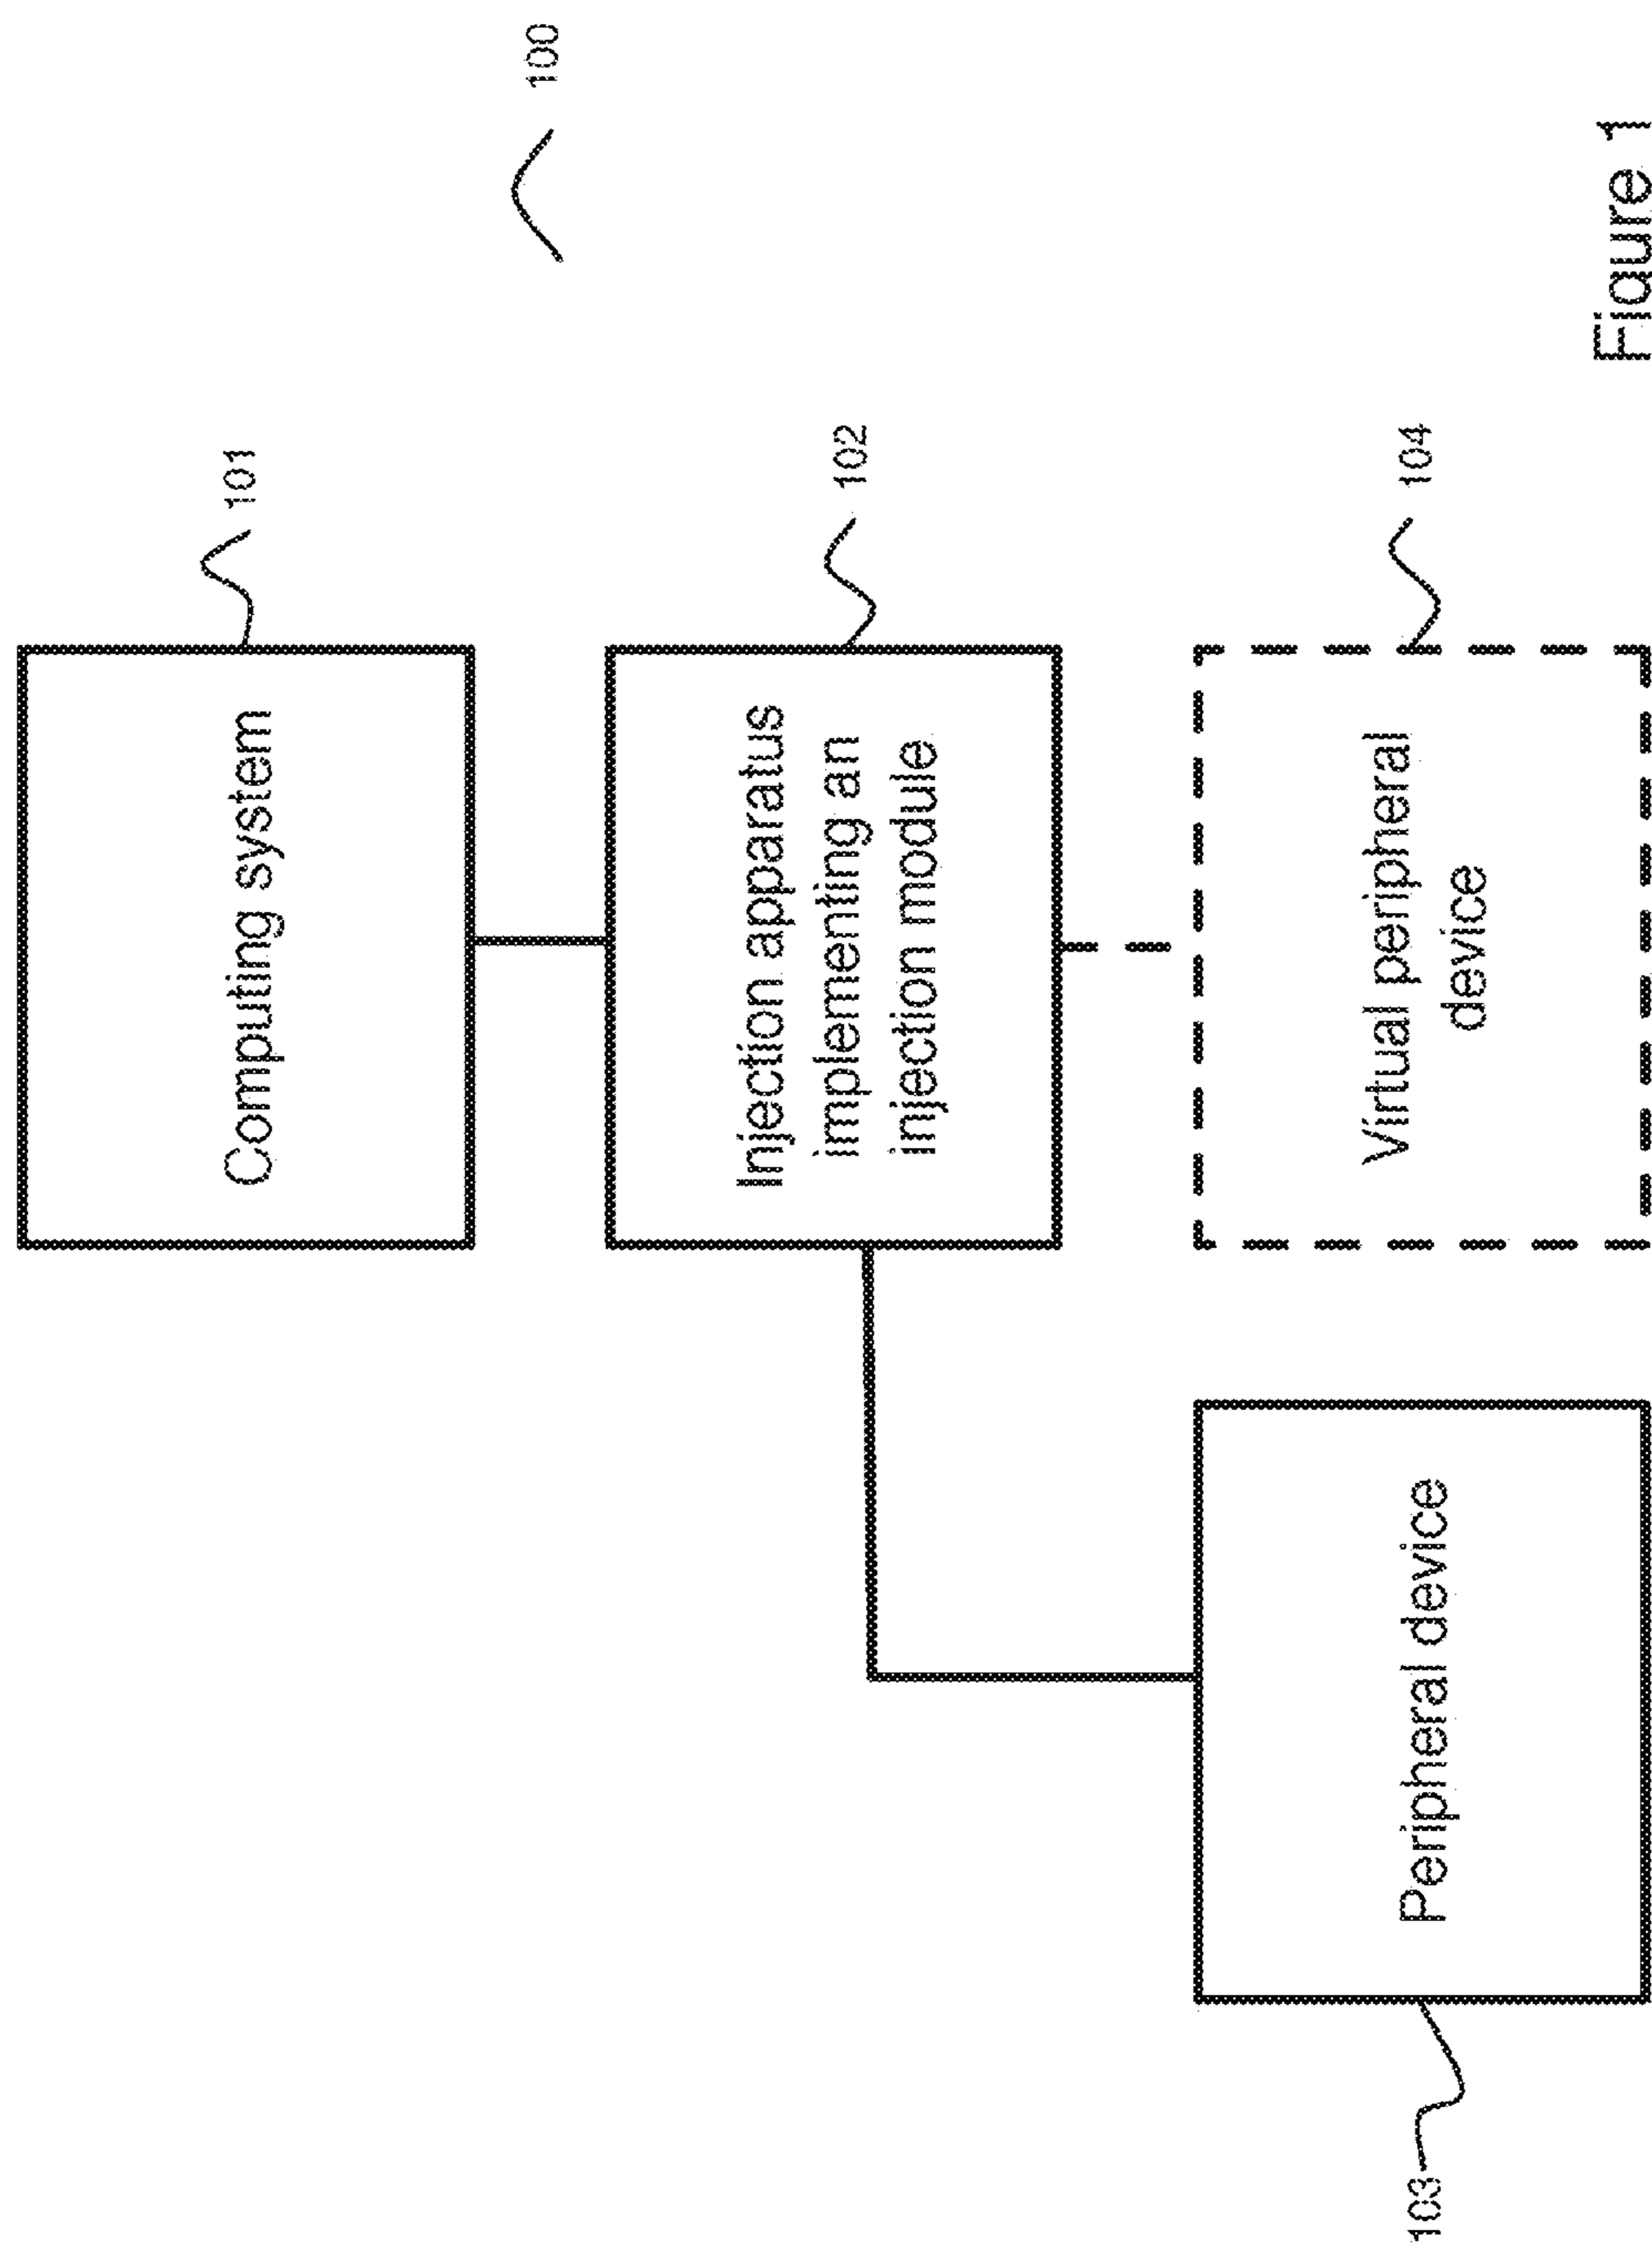 101
Computing system
100
102
Injection apparatus
implementing an
injection module
103
Peripheral device
104
Virtual peripheral
device
Figure 1